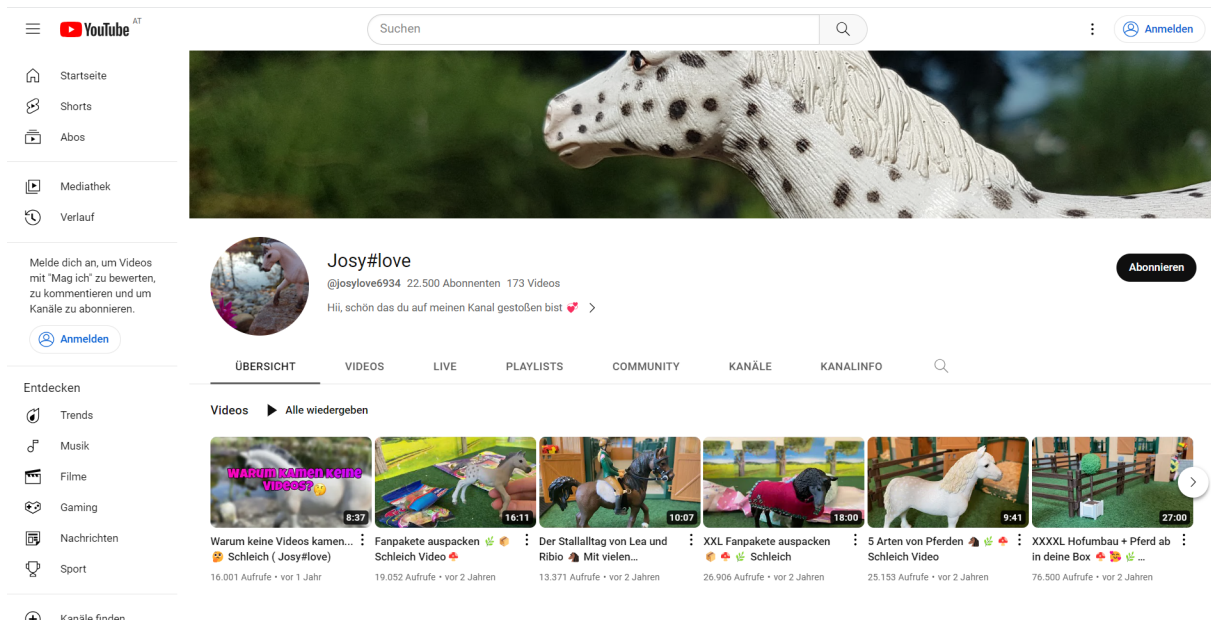 YouTube AT
Suchen
Anmelden
Startseite
Shorts
Abos
Mediathek
Verlauf
Melde dich an, um Videos
mit "Mag ich" zu bewerten,
zu kommentieren und um
Kanäle zu abonnieren.
Anmelden
Entdecken
Trends
Musik
Filme
Gaming
Nachrichten
Sport
Kanäle finden
Josy#love
@josylove6934 22.500 Abonnenten 173 Videos
Hii, schön das du auf meinen Kanal gestoßen bist 💞
Abonnieren
ÜBERSICHT VIDEOS LIVE PLAYLISTS COMMUNITY KANÄLE KANALINFO
Videos Alle wiedergeben
WARUM KAMEN KEINE
VIDEOS?🤔
8:37
Warum keine Videos kamen...
🤔 Schleich ( Josy#love)
16.001 Aufrufe • vor 1 Jahr
16:11
Fanpakete auspacken 🌿 📦
Schleich Video 🍄
19.052 Aufrufe • vor 2 Jahren
10:07
Der Stallalltag von Lea und
Ribio 🐴 Mit vielen...
13.371 Aufrufe • vor 2 Jahren
18:00
XXL Fanpakete auspacken
📦 🍄 🌿 Schleich
26.906 Aufrufe • vor 2 Jahren
9:41
5 Arten von Pferden 🐴 🌿 🍄
Schleich Video
25.153 Aufrufe • vor 2 Jahren
27:00
XXXXL Hofumbau + Pferd ab
in deine Box 🍄 🥰 🌿 ...
76.500 Aufrufe • vor 2 Jahren